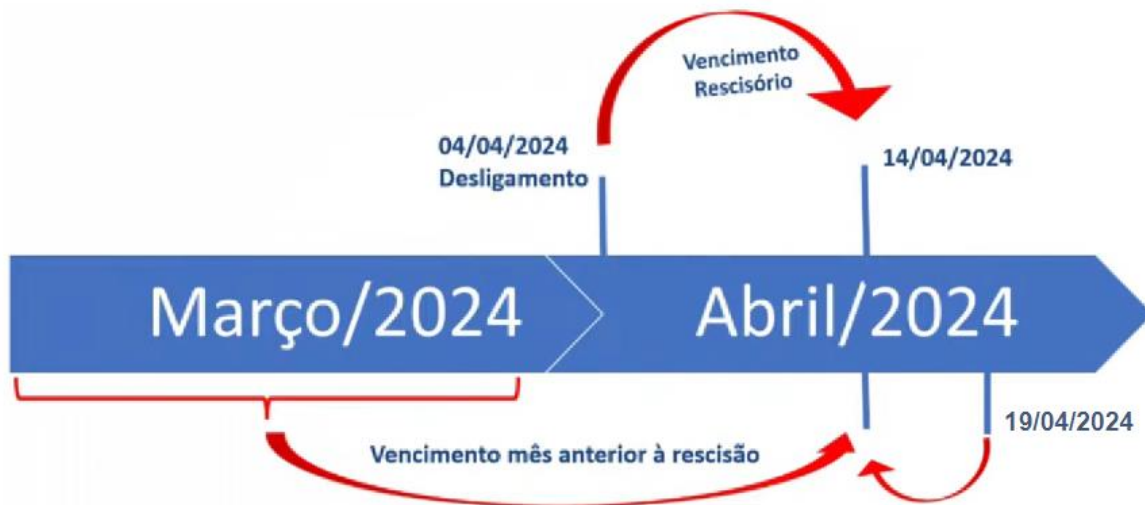 Vencimento
Rescisório
04/04/2024
Desligamento
14/04/2024
Março/2024
Abril/2024
19/04/2024
Vencimento mês anterior à rescisão